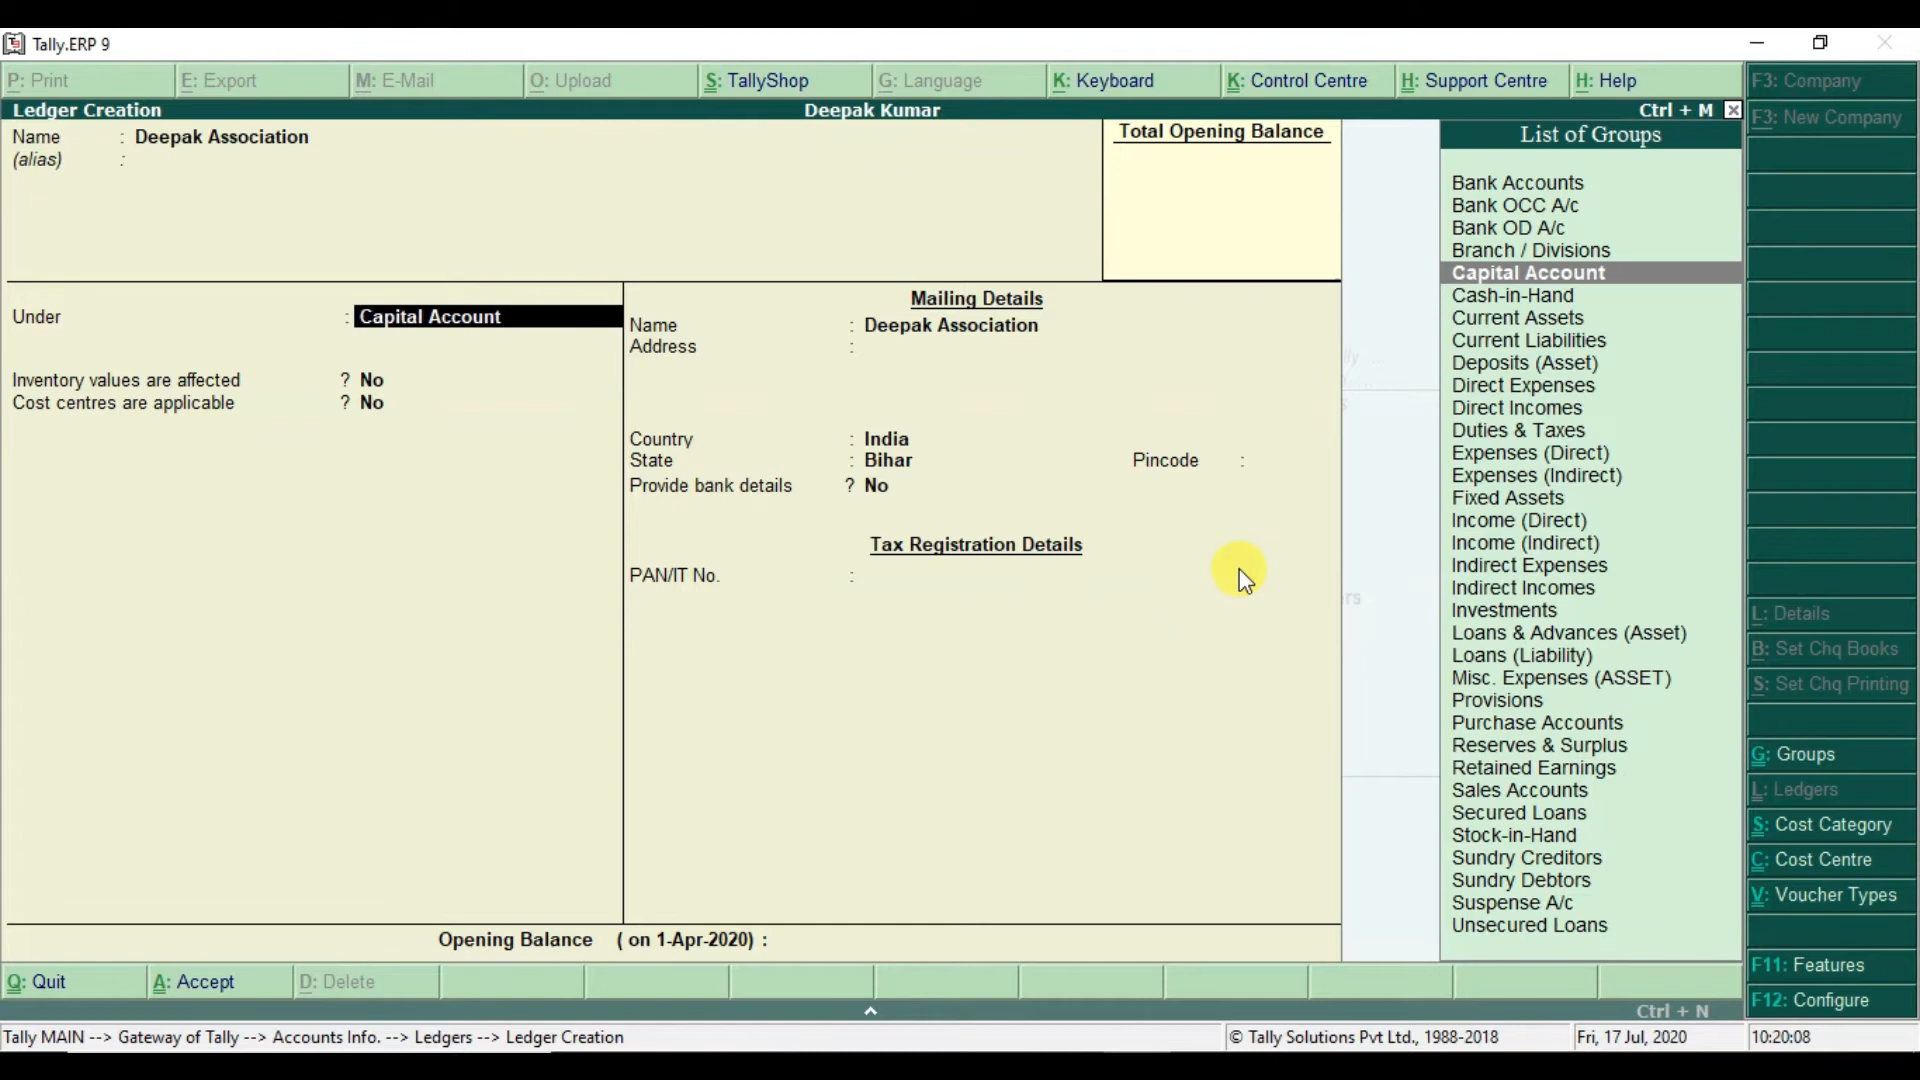 Tally.ERP 9
P: Print E: Export M: E-Mail O: Upload S: TallyShop G: Language K: Keyboard K: Control Centre H: Support Centre H: Help
F3: Company
Ledger Creation Deepak Kumar Ctrl + M
F3: New Company
Name : Deepak Association
(alias) :
Total Opening Balance
Under : Capital Account
Inventory values are affected ? No
Cost centres are applicable ? No
Mailing Details
Name : Deepak Association
Address :
Country : India
State : Bihar Pincode :
Provide bank details ? No
Tax Registration Details
PAN/IT No. :
Opening Balance ( on 1-Apr-2020) :
List of Groups
Bank Accounts
Bank OCC A/c
Bank OD A/c
Branch / Divisions
Capital Account
Cash-in-Hand
Current Assets
Current Liabilities
Deposits (Asset)
Direct Expenses
Direct Incomes
Duties & Taxes
Expenses (Direct)
Expenses (Indirect)
Fixed Assets
Income (Direct)
Income (Indirect)
Indirect Expenses
Indirect Incomes
Investments
Loans & Advances (Asset)
Loans (Liability)
Misc. Expenses (ASSET)
Provisions
Purchase Accounts
Reserves & Surplus
Retained Earnings
Sales Accounts
Secured Loans
Stock-in-Hand
Sundry Creditors
Sundry Debtors
Suspense A/c
Unsecured Loans
L: Details
B: Set Chq Books
S: Set Chq Printing
G: Groups
L: Ledgers
S: Cost Category
C: Cost Centre
V: Voucher Types
F11: Features
F12: Configure
Q: Quit A: Accept D: Delete
Ctrl + N
Tally MAIN --> Gateway of Tally --> Accounts Info. --> Ledgers --> Ledger Creation © Tally Solutions Pvt Ltd., 1988-2018 Fri, 17 Jul, 2020 10:20:08